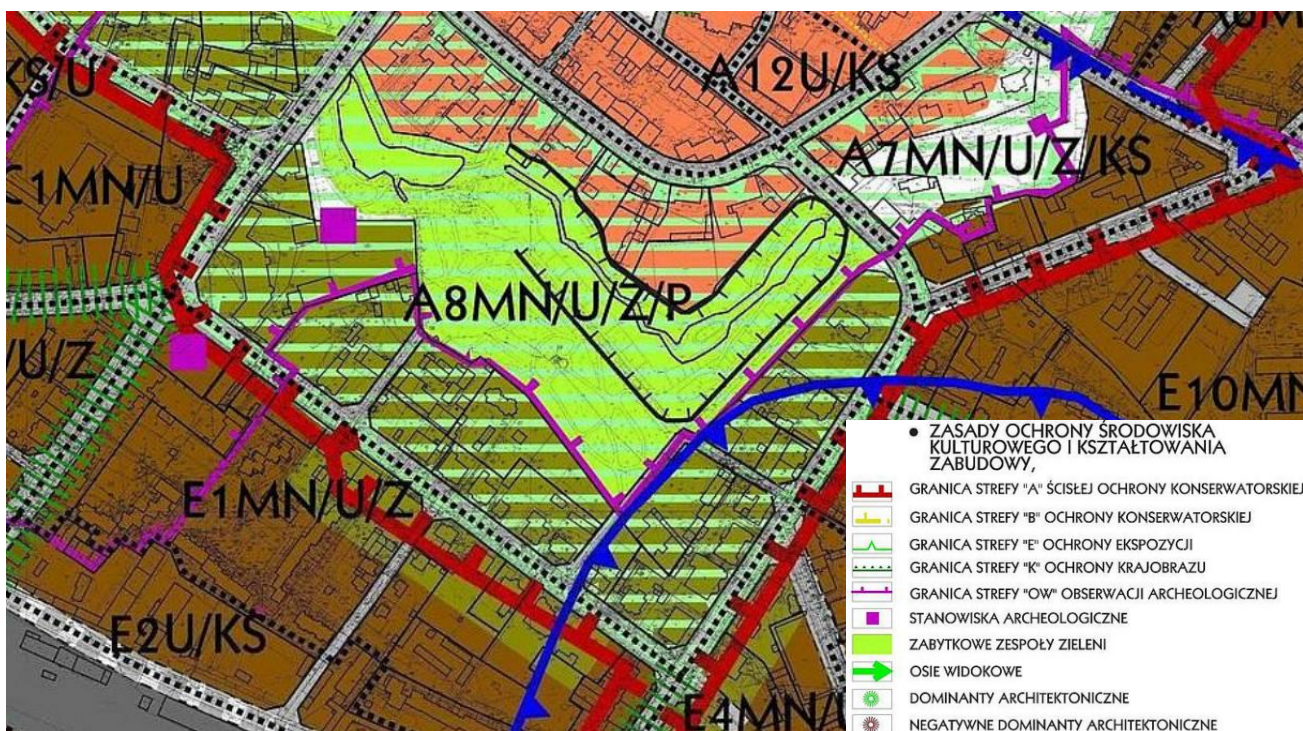 A6M
KS/U
A12U/KS
A7MN/U/Z/KS
C1MN/U
A8MN/U/Z/P
/U/Z
E10MN
E1MN/U/Z
E2U/KS
E4MN/U
• ZASADY OCHRONY ŚRODOWISKA
KULTUROWEGO I KSZTAŁTOWANIA
ZABUDOWY,
GRANICA STREFY "A" ŚCISŁEJ OCHRONY KONSERWATORSKIEJ
GRANICA STREFY "B" OCHRONY KONSERWATORSKIEJ
GRANICA STREFY "E" OCHRONY EKSPOZYCJI
GRANICA STREFY "K" OCHRONY KRAJOBRAZU
GRANICA STREFY "OW" OBSERWACJI ARCHEOLOGICZNEJ
STANOWISKA ARCHEOLOGICZNE
ZABYTKOWE ZESPOŁY ZIELENI
OSIE WIDOKOWE
DOMINANTY ARCHITEKTONICZNE
NEGATYWNE DOMINANTY ARCHITEKTONICZNE